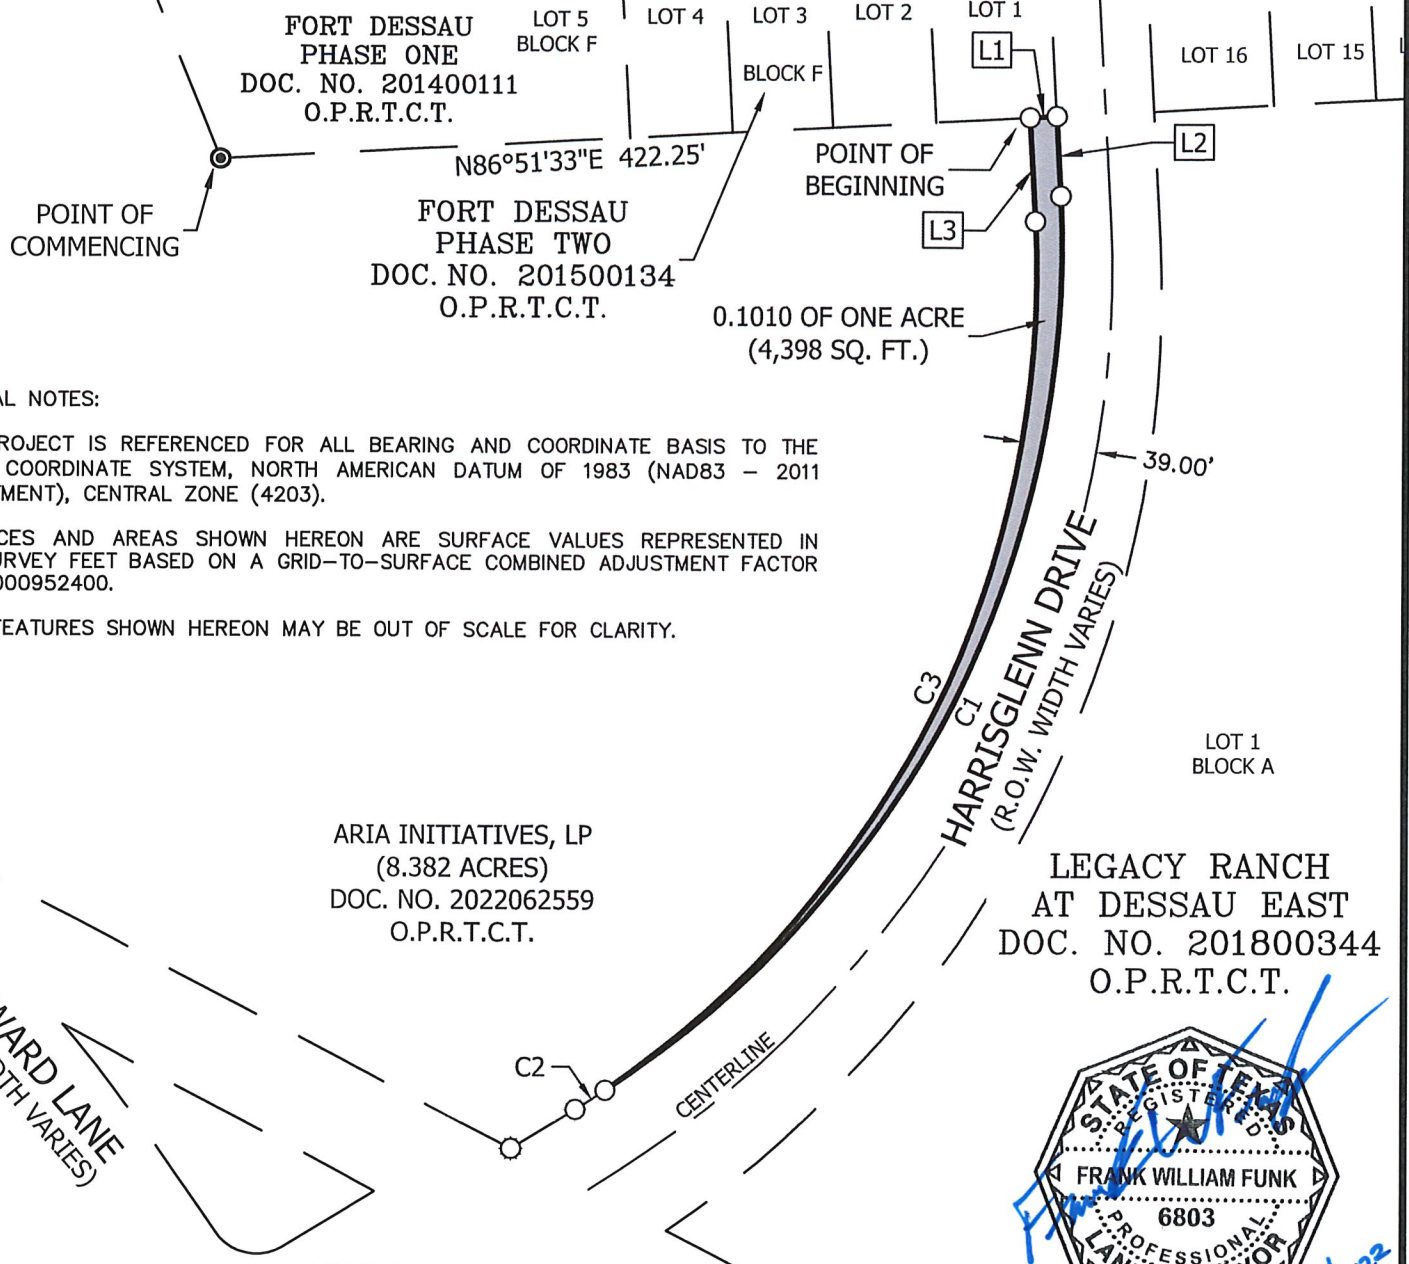 FORT DESSAU
PHASE ONE
DOC. NO. 201400111
O.P.R.T.C.T.
LOT 5
BLOCK F
LOT 4
LOT 3
LOT 2
LOT 1
BLOCK F
L1
LOT 16
LOT 15
L2
N86°51'33"E 422.25'
POINT OF
BEGINNING
POINT OF
COMMENCING
FORT DESSAU
PHASE TWO
DOC. NO. 201500134
O.P.R.T.C.T.
L3
0.1010 OF ONE ACRE
(4,398 SQ. FT.)
AL NOTES:
ROJECT IS REFERENCED FOR ALL BEARING AND COORDINATE BASIS TO THE
COORDINATE SYSTEM, NORTH AMERICAN DATUM OF 1983 (NAD83 – 2011
TMENT), CENTRAL ZONE (4203).
CES AND AREAS SHOWN HEREON ARE SURFACE VALUES REPRESENTED IN
URVEY FEET BASED ON A GRID–TO–SURFACE COMBINED ADJUSTMENT FACTOR
000952400.
FEATURES SHOWN HEREON MAY BE OUT OF SCALE FOR CLARITY.
39.00'
HARRISGLENN DRIVE
(R.O.W. WIDTH VARIES)
C3
C1
LOT 1
BLOCK A
ARIA INITIATIVES, LP
(8.382 ACRES)
DOC. NO. 2022062559
O.P.R.T.C.T.
LEGACY RANCH
AT DESSAU EAST
DOC. NO. 201800344
O.P.R.T.C.T.
WARD LANE
DTH VARIES)
C2
CENTERLINE
STATE OF TEXAS
REGISTERED
FRANK WILLIAM FUNK
6803
PROFESSIONAL